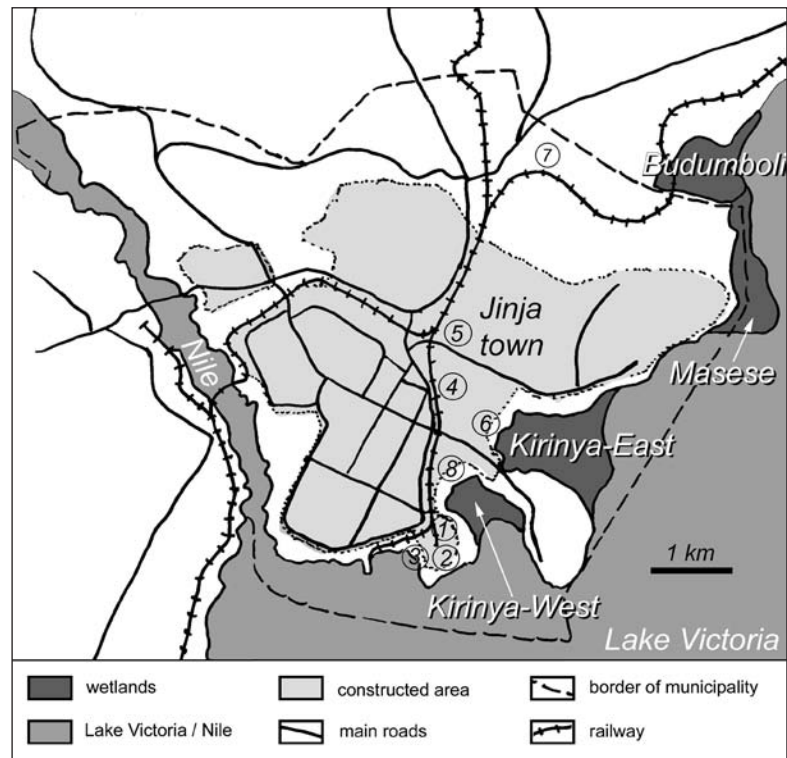 7
Budumboli
Jinja
town
5
Nile
Masese
4
6
Kirinya-East
8
1
3 2
1 km
Kirinya-West
Lake Victoria
wetlands
constructed area
border of municipality
Lake Victoria / Nile
main roads
railway